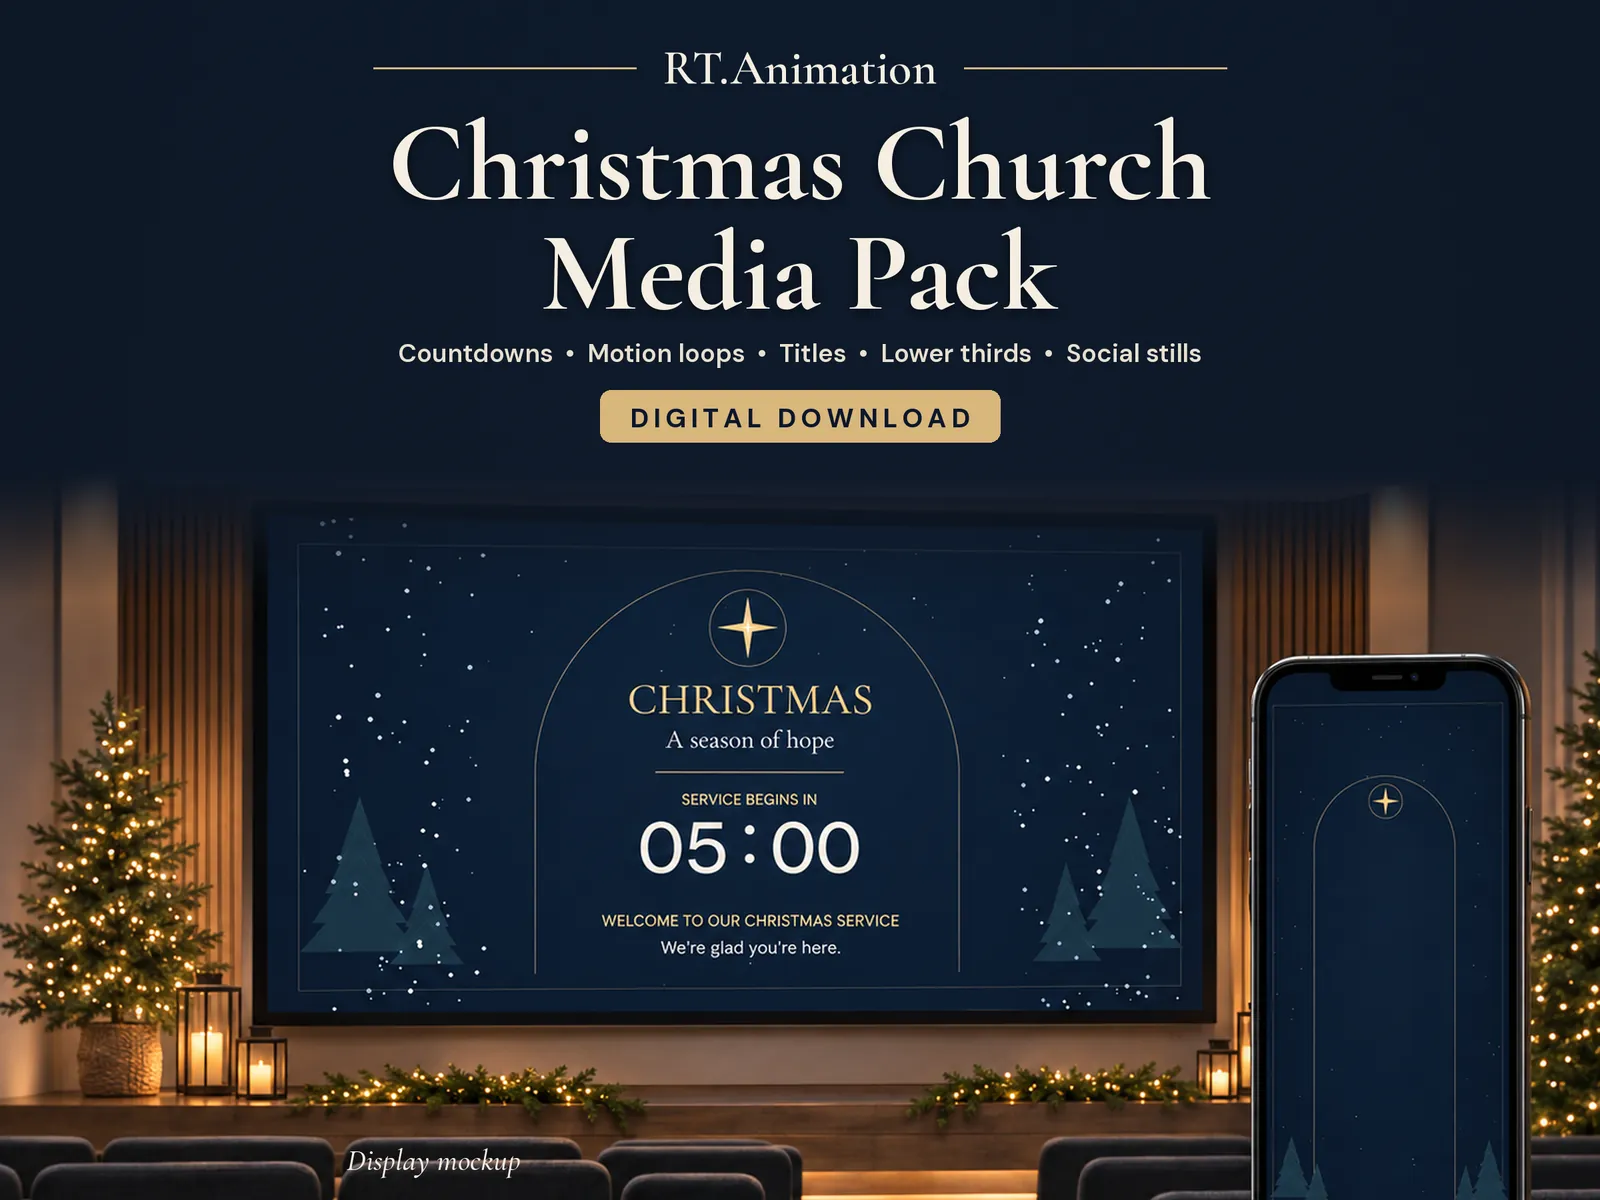 RT.Animation
Christmas Church
Media Pack
Countdowns • Motion loops • Titles • Lower thirds • Social stills
DIGITAL DOWNLOAD
CHRISTMAS
A season of hope
SERVICE BEGINS IN
05:00
WELCOME TO OUR CHRISTMAS SERVICE
We're glad you're here.
Display mockup